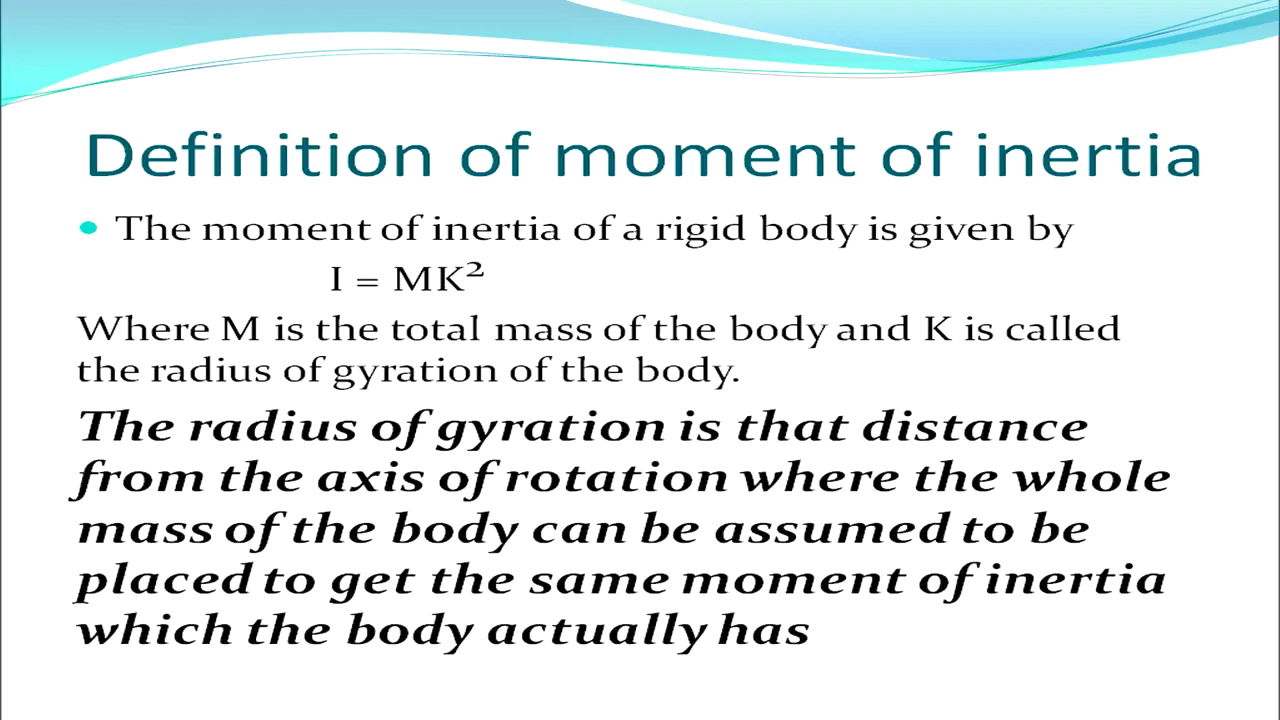 Definition of moment of inertia
• The moment of inertia of a rigid body is given by
I = MK²
Where M is the total mass of the body and K is called
the radius of gyration of the body.
The radius of gyration is that distance
from the axis of rotation where the whole
mass of the body can be assumed to be
placed to get the same moment of inertia
which the body actually has